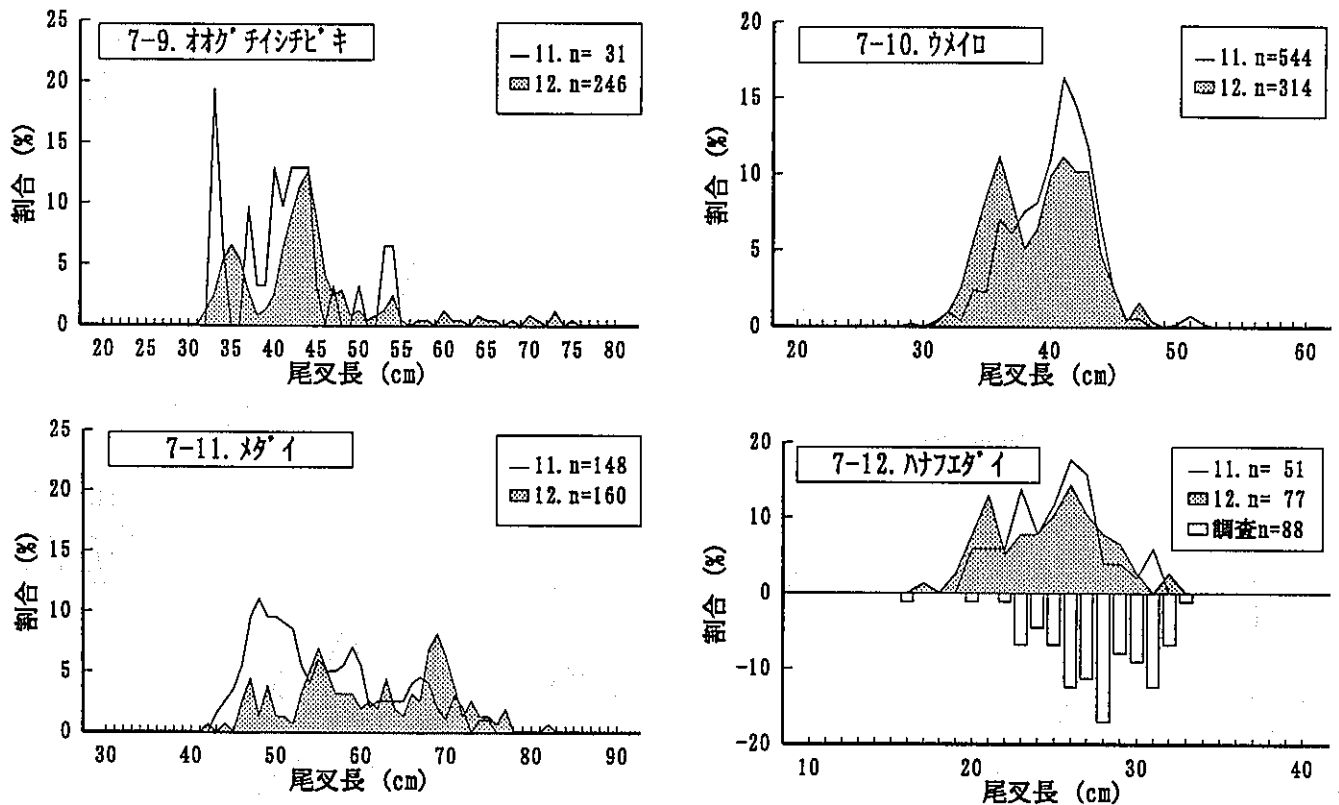 7-9. オオグチイシチビキ
11. n= 31
12. n=246
割合 (%)
25
20
15
10
5
0
20 25 30 35 40 45 50 55 60 65 70 75 80
尾叉長 (cm)
7-10. ウメイロ
11. n=544
12. n=314
割合 (%)
20
15
10
5
0
20 30 40 50 60
尾叉長 (cm)
7-11. メダイ
11. n=148
12. n=160
割合 (%)
25
20
15
10
5
0
30 40 50 60 70 80 90
尾叉長 (cm)
7-12. ハナフエダイ
11. n= 51
12. n= 77
調査n=88
割合 (%)
20
10
0
-10
-20
10 20 30 40
尾叉長 (cm)